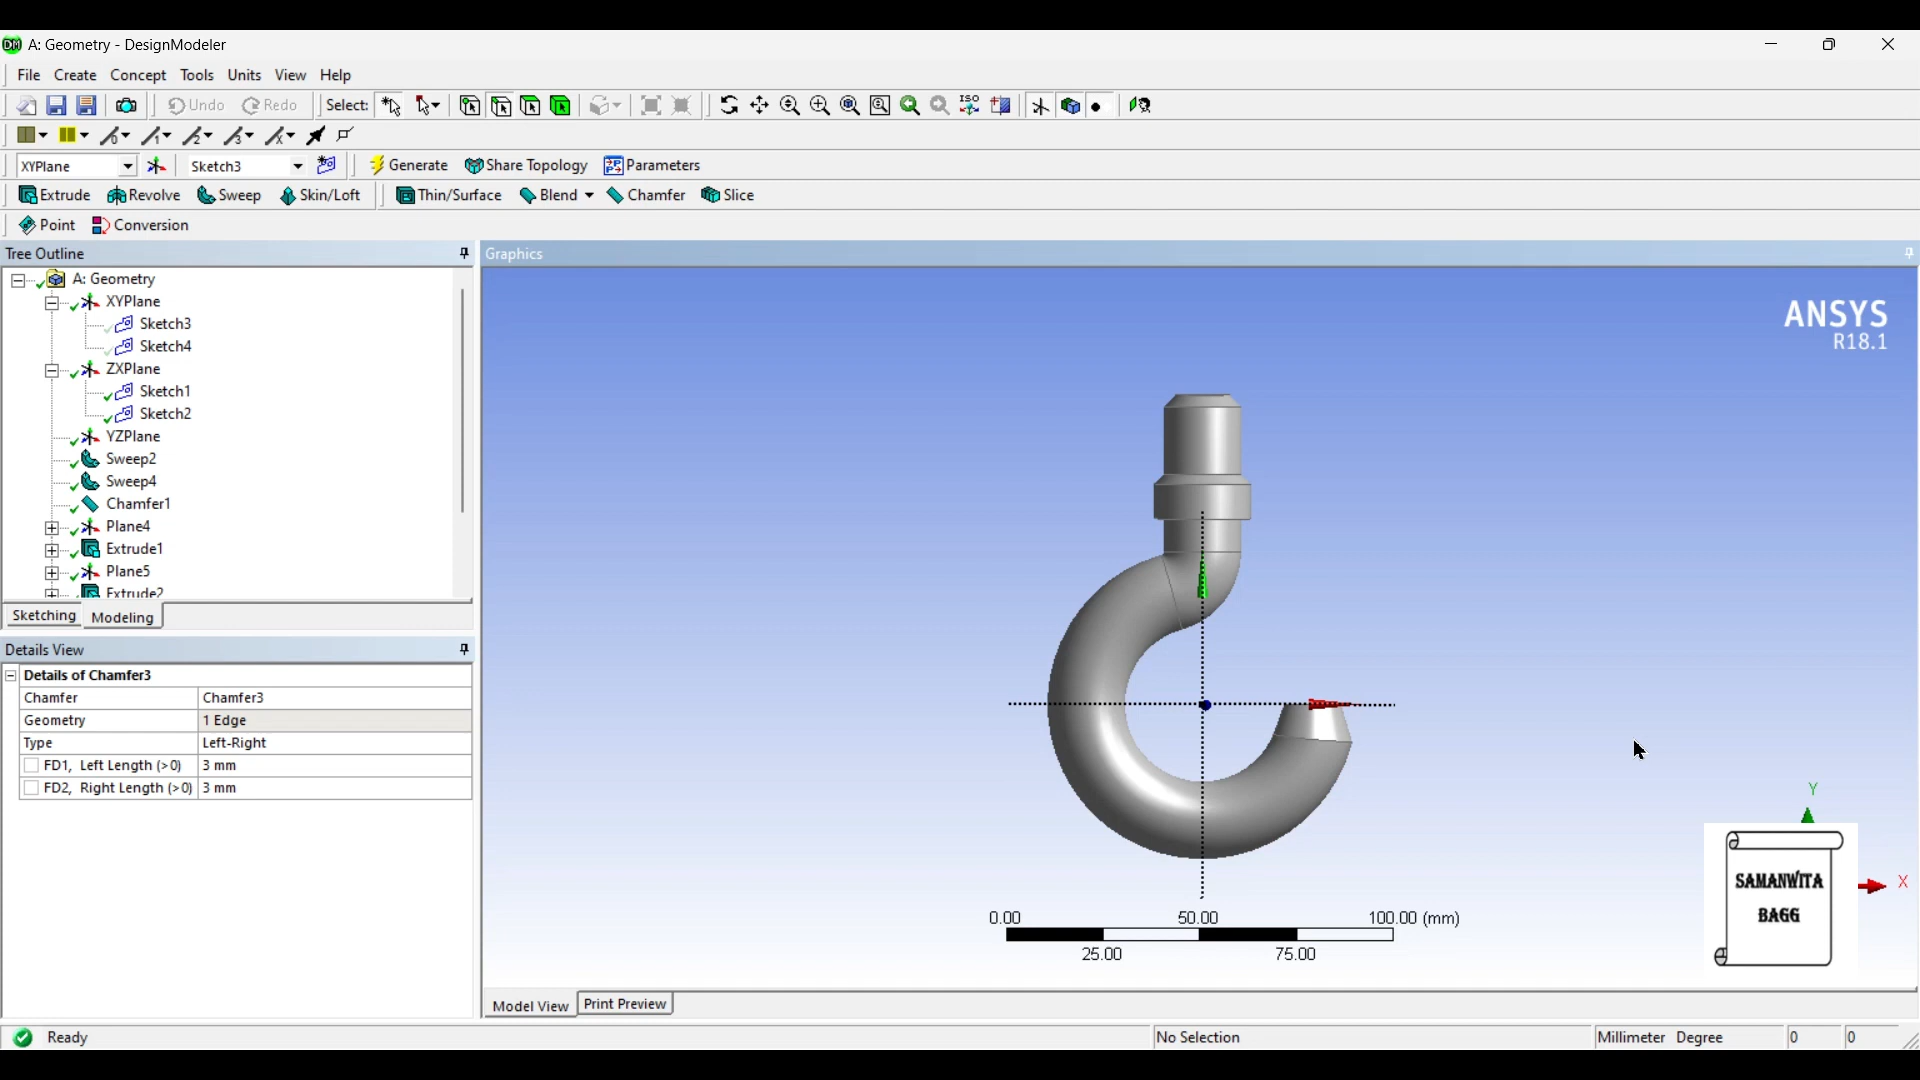 A: Geometry - DesignModeler
File Create Concept Tools Units View Help
Undo Redo Select: ISO
XYPlane Sketch3 Generate Share Topology Parameters
Extrude Revolve Sweep Skin/Loft Thin/Surface Blend Chamfer Slice
Point Conversion
Tree Outline
A: Geometry
XYPlane
Sketch3
Sketch4
ZXPlane
Sketch1
Sketch2
YZPlane
Sweep2
Sweep4
Chamfer1
Plane4
Extrude1
Plane5
Extrude2
Sketching Modeling
Details View
Details of Chamfer3
Chamfer Chamfer3
Geometry 1 Edge
Type Left-Right
FD1, Left Length (>0) 3 mm
FD2, Right Length (>0) 3 mm
Graphics
ANSYS
R18.1
0.00 50.00 100.00 (mm)
25.00 75.00
Y
X
SAMANWITA
BAGG
Model View Print Preview
Ready No Selection Millimeter Degree 0 0